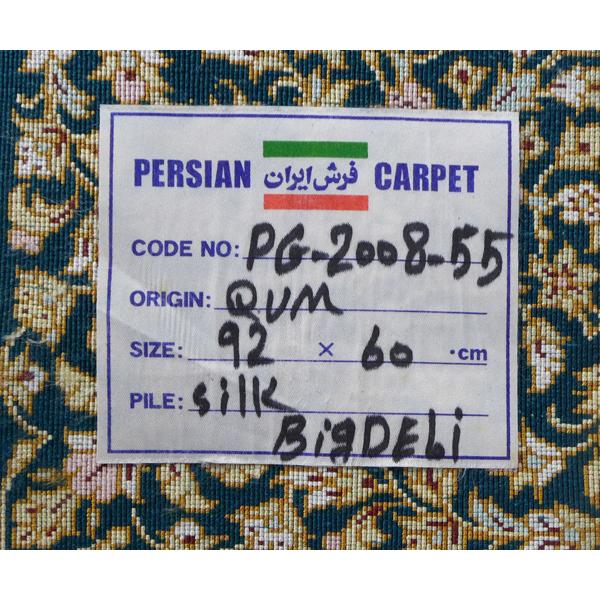 PERSIAN فرش ایران CARPET
CODE NO: PG-2008-55
ORIGIN: QUM
SIZE: 92 × 60 .cm
PILE: silk
BigDELi